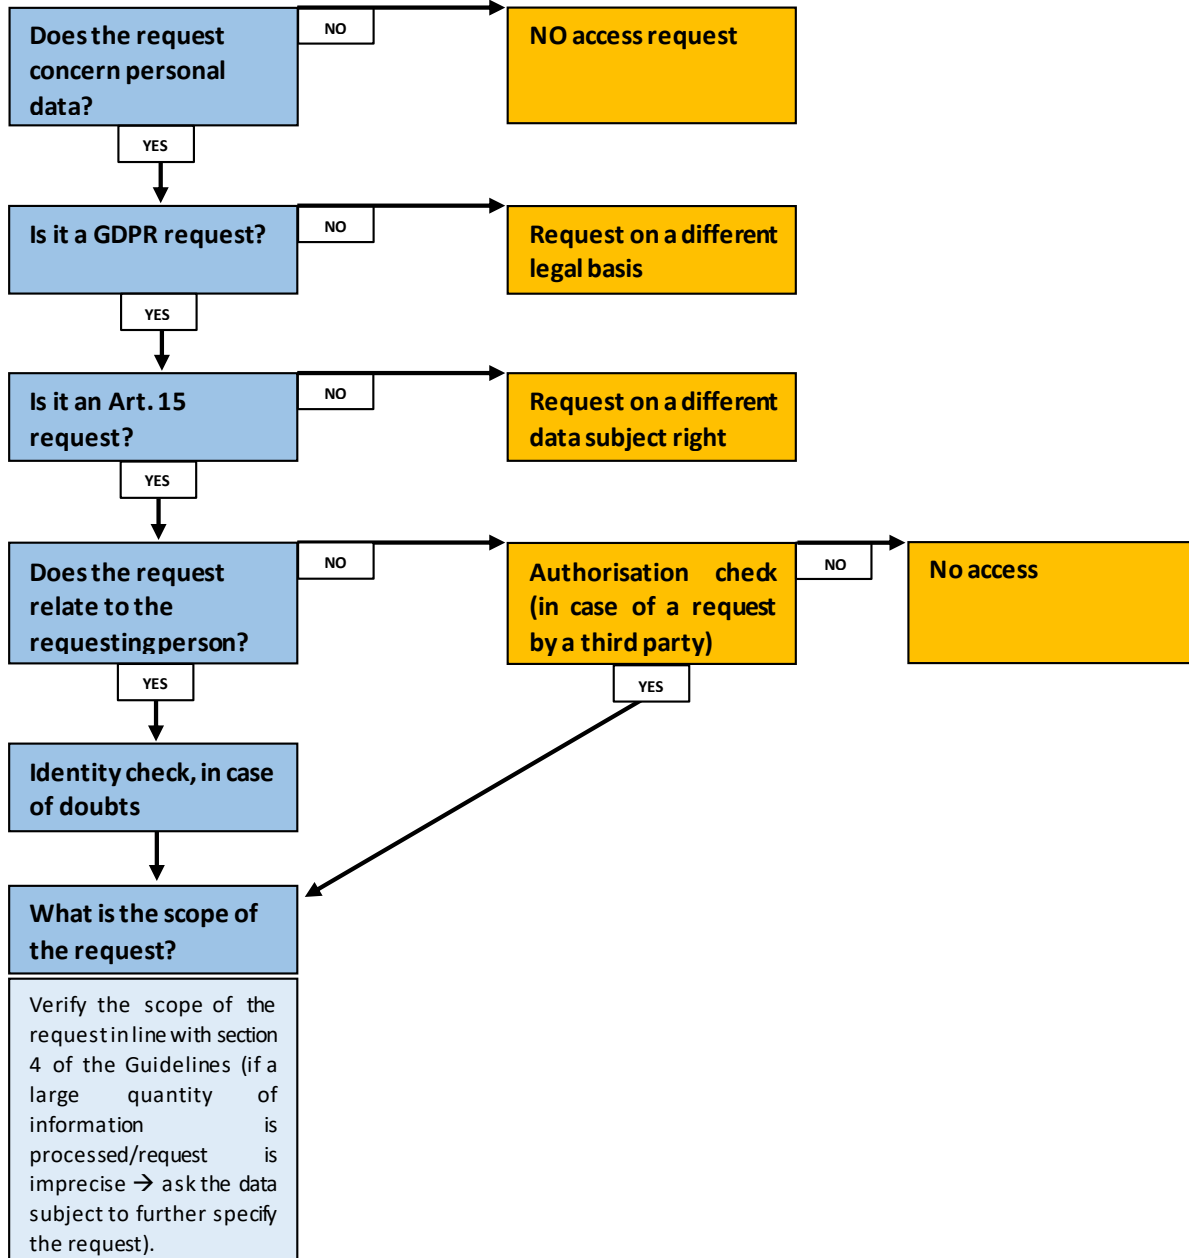 Does the request
concern personal
data?
NO
NO access request
YES
Is it a GDPR request?
NO
Request on a different
legal basis
YES
Is it an Art. 15
request?
NO
Request on a different
data subject right
YES
Does the request
relate to the
requesting person?
NO
Authorisation check
(in case of a request
by a third party)
NO
No access
YES
YES
Identity check, in case
of doubts
What is the scope of
the request?
Verify the scope of the
request in line with section
4 of the Guidelines (if a
large quantity of
information is
processed/request is
imprecise → ask the data
subject to further specify
the request).